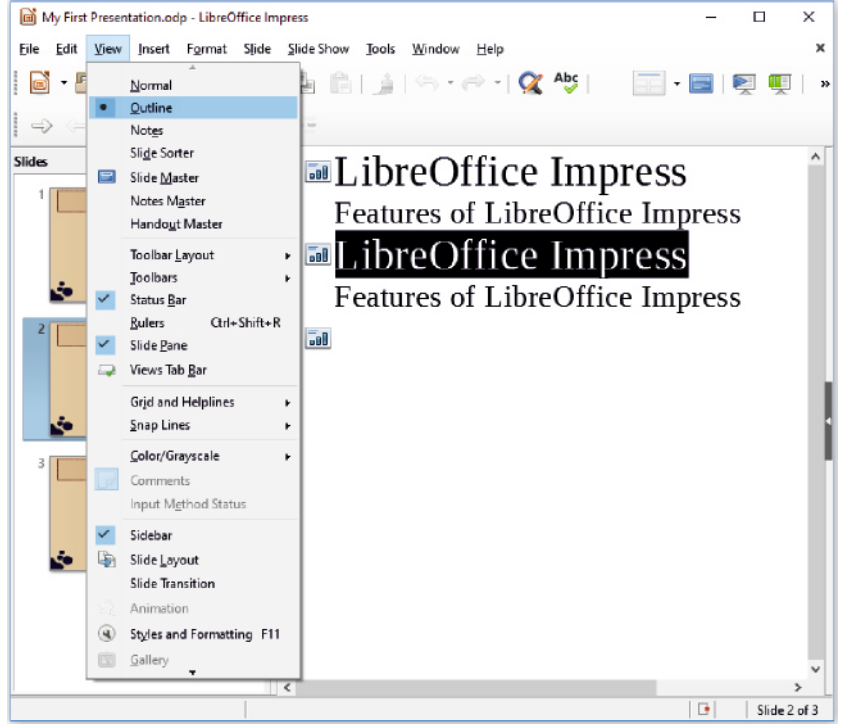 My First Presentation.odp - LibreOffice Impress
File Edit View Insert Format Slide Slide Show Tools Window Help
Abc
Normal
Outline
Notes
Slide Sorter
Slide Master
Notes Master
Handout Master
Toolbar Layout
Toolbars
Status Bar
Rulers Ctrl+Shift+R
Slide Pane
Views Tab Bar
Grid and Helplines
Snap Lines
Color/Grayscale
Comments
Input Method Status
Sidebar
Slide Layout
Slide Transition
Animation
Styles and Formatting F11
Gallery
Slides
1
2
3
LibreOffice Impress
Features of LibreOffice Impress
LibreOffice Impress
Features of LibreOffice Impress
Slide 2 of 3